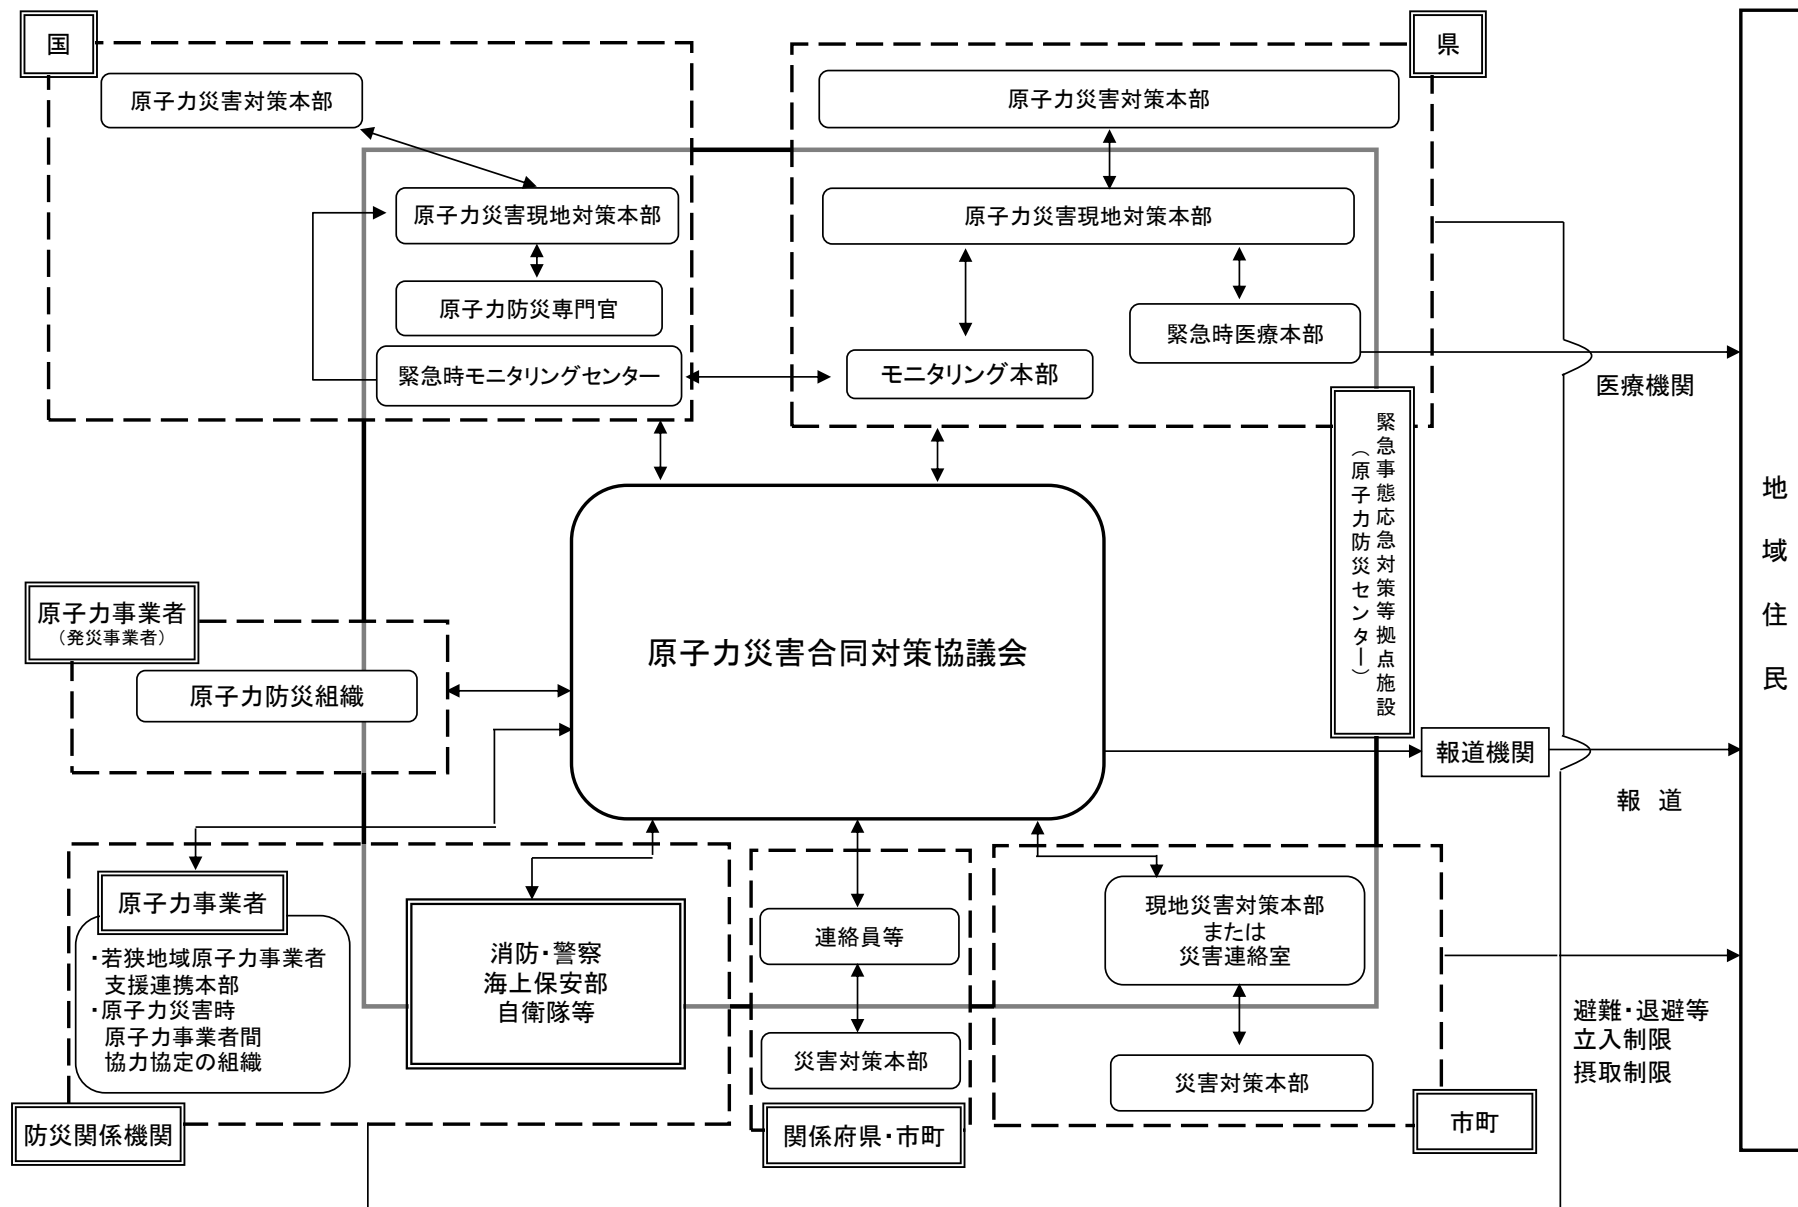 国
原子力災害対策本部
原子力災害現地対策本部
原子力防災専門官
緊急時モニタリングセンター
県
原子力災害対策本部
原子力災害現地対策本部
緊急時医療本部
モニタリング本部
医療機関
緊急事態応急対策等拠点施設
（原子力防災センター）
地域住民
原子力事業者
（発災事業者）
原子力防災組織
原子力災害合同対策協議会
報道機関
報　道
原子力事業者
・若狭地域原子力事業者
支援連携本部
・原子力災害時
原子力事業者間
協力協定の組織
消防・警察
海上保安部
自衛隊等
防災関係機関
連絡員等
災害対策本部
関係府県・市町
現地災害対策本部
または
災害連絡室
災害対策本部
市町
避難・退避等
立入制限
摂取制限